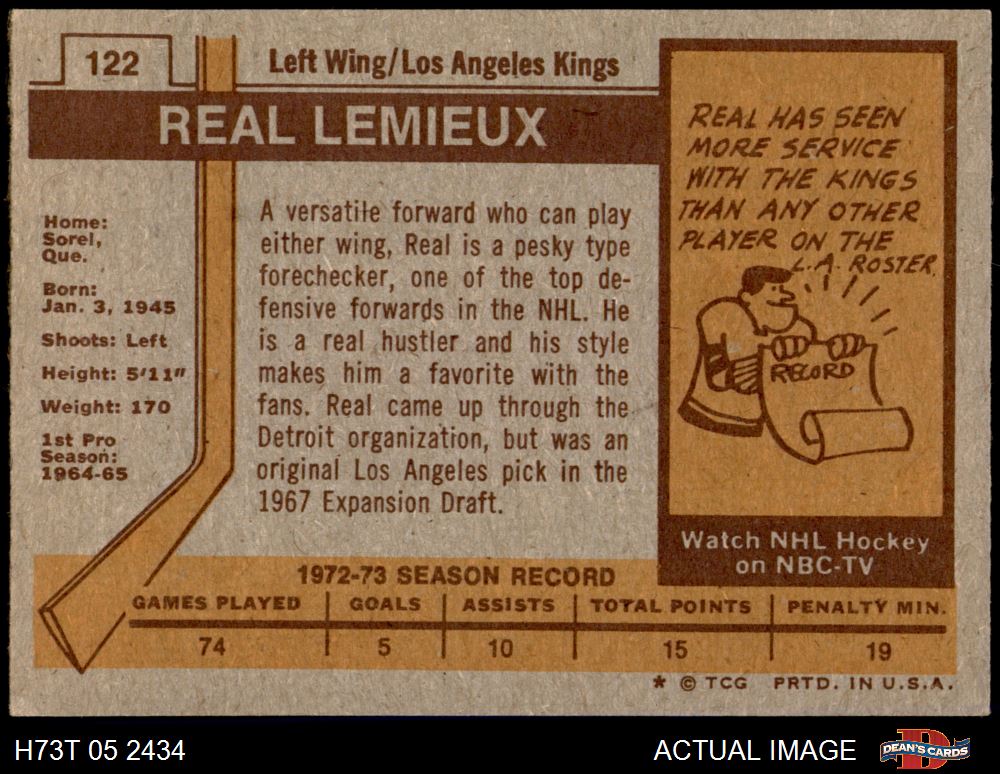 122
Left Wing/Los Angeles Kings
REAL LEMIEUX
Home:
Sorel,
Que.
Born:
Jan. 3, 1945
Shoots: Left
Height: 5'11"
Weight: 170
1st Pro
Season:
1964-65
A versatile forward who can play
either wing, Real is a pesky type
forechecker, one of the top de-
fensive forwards in the NHL. He
is a real hustler and his style
makes him a favorite with the
fans. Real came up through the
Detroit organization, but was an
original Los Angeles pick in the
1967 Expansion Draft.
REAL HAS SEEN
MORE SERVICE
WITH THE KINGS
THAN ANY OTHER
PLAYER ON THE
L.A. ROSTER.
RECORD
Watch NHL Hockey
on NBC-TV
1972-73 SEASON RECORD
GAMES PLAYED GOALS ASSISTS TOTAL POINTS PENALTY MIN.
74 5 10 15 19
* © TCG PRTD. IN U.S.A.
H73T 05 2434 ACTUAL IMAGE DEAN'S CARDS